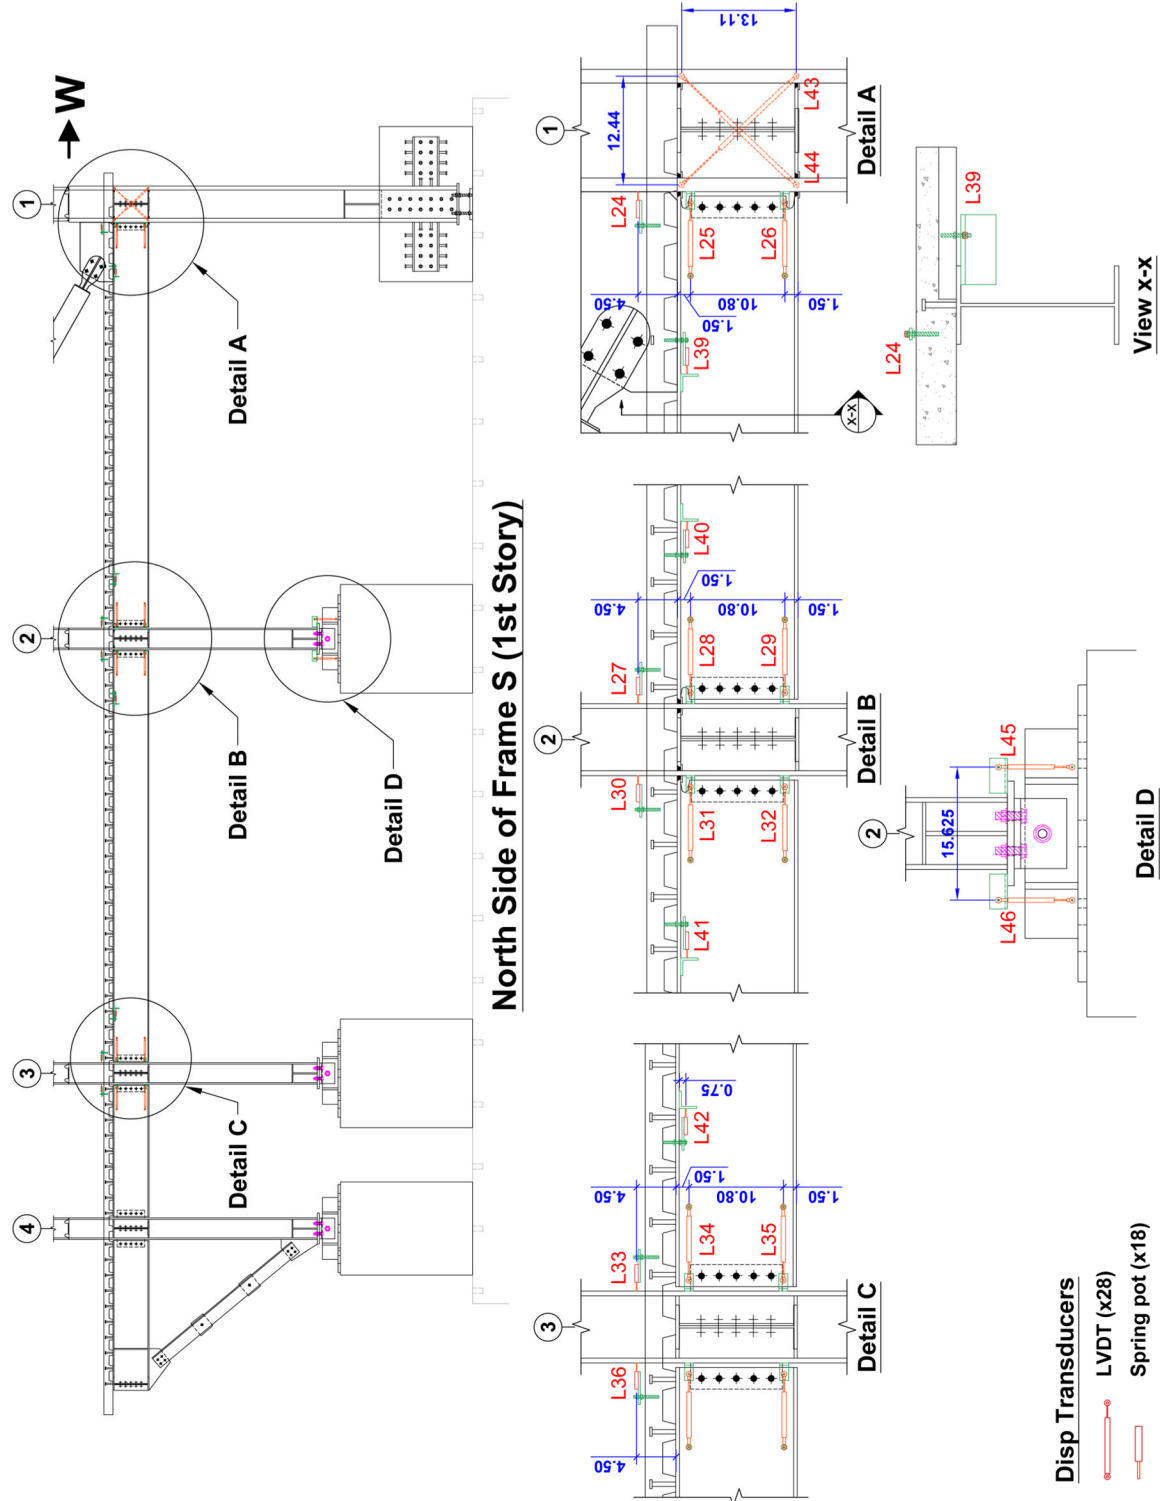 W
1
2
3
4
Detail A
Detail B
Detail D
Detail C
North Side of Frame S (1st Story)
1
12.44
13.11
L24
L25
L26
L39
L44
L43
4.50
1.50
10.80
1.50
x-x
Detail A
L24
L39
View x-x
2
L27
L28
L29
L30
L31
L32
L40
L41
4.50
1.50
10.80
1.50
Detail B
2
15.625
L45
L46
Detail D
3
L33
L34
L35
L36
L42
0.75
4.50
1.50
10.80
1.50
4.50
Detail C
Disp Transducers
LVDT (x28)
Spring pot (x18)